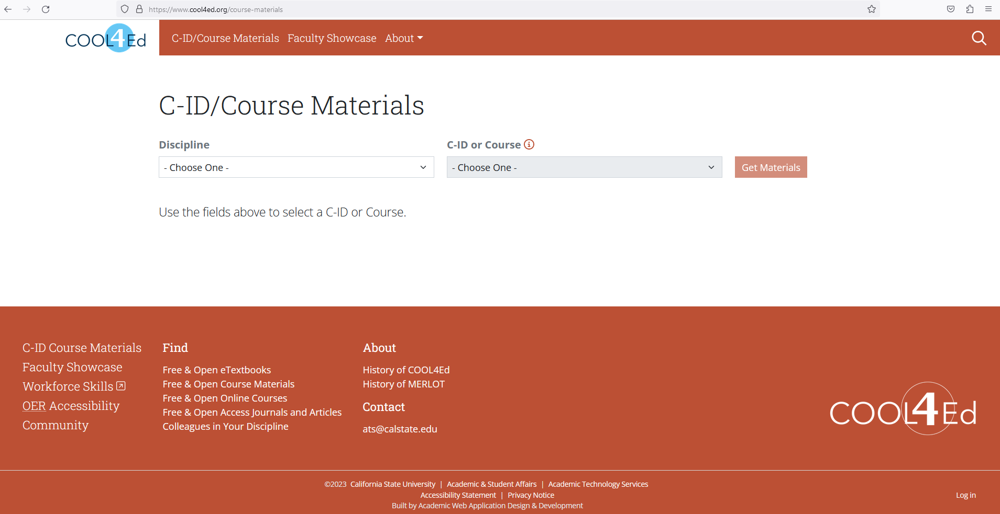 https://www.cool4ed.org/course-materials
COOL4Ed
C-ID/Course Materials Faculty Showcase About
C-ID/Course Materials
Discipline
C-ID or Course
- Choose One -
- Choose One -
Get Materials
Use the fields above to select a C-ID or Course.
C-ID Course Materials
Faculty Showcase
Workforce Skills
OER Accessibility
Community
Find
Free & Open eTextbooks
Free & Open Course Materials
Free & Open Online Courses
Free & Open Access Journals and Articles
Colleagues in Your Discipline
About
History of COOL4Ed
History of MERLOT
Contact
ats@calstate.edu
COOL4Ed
©2023 California State University | Academic & Student Affairs | Academic Technology Services
Accessibility Statement | Privacy Notice
Built by Academic Web Application Design & Development
Log in